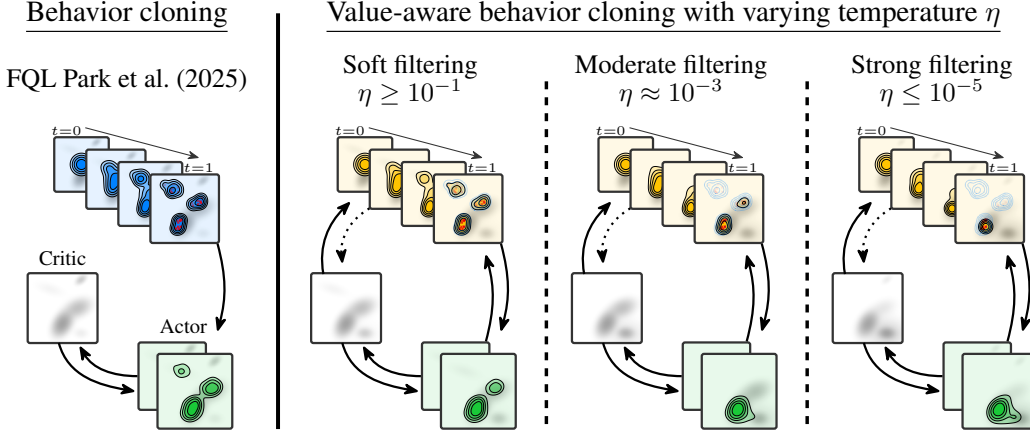 Behavior cloning
Value-aware behavior cloning with varying temperature η
FQL Park et al. (2025)
Soft filtering
η ≥ 10⁻¹
Moderate filtering
η ≈ 10⁻³
Strong filtering
η ≤ 10⁻⁵
t=0
t=1
t=0
t=1
t=0
t=1
t=0
t=1
Critic
Actor